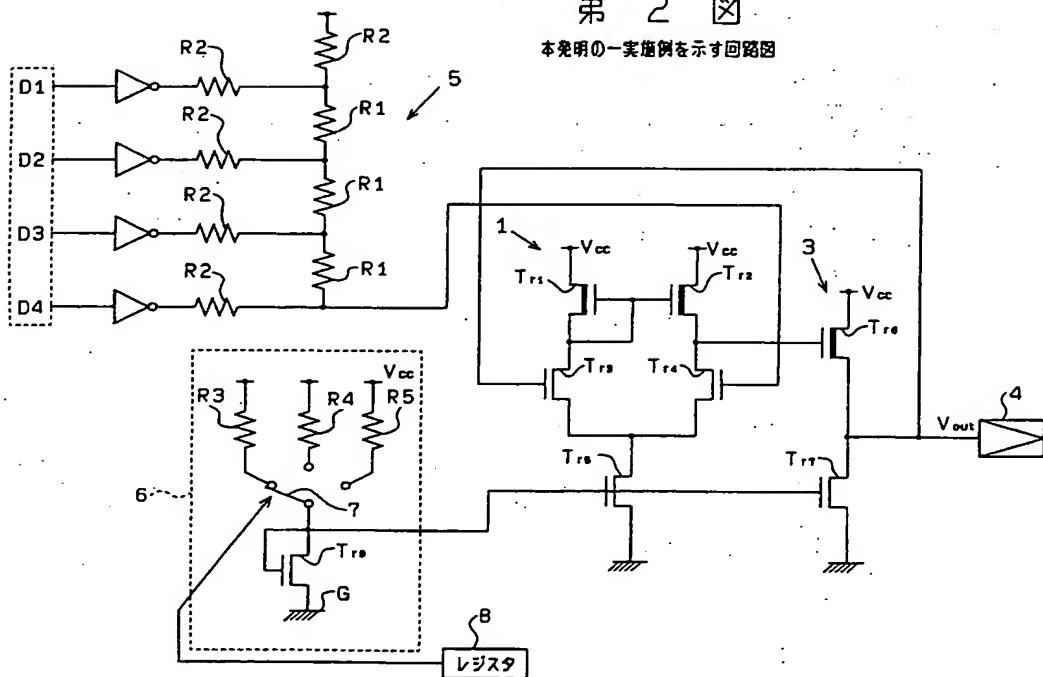 第 2 図
本発明の一実施例を示す回路図
R2
R2
D1
5
R1
R2
D2
R1
R2
D3
R1
R2
D4
1
Vcc
Vcc
3
Tr1
Tr2
Vcc
Tr6
Tr3
Tr4
4
Vout
Vcc
R3
R4
R5
Tr5
Tr7
6
7
Tr9
G
8
レジスタ